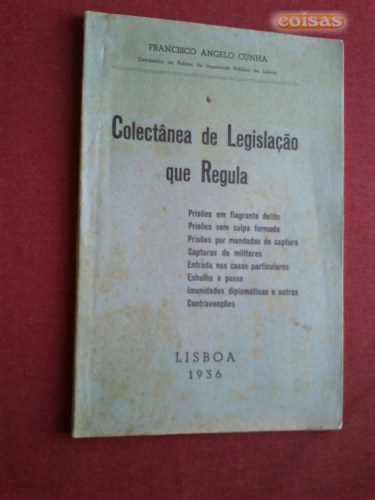 coisas
FRANCISCO ANGELO CUNHA
Comissário da Polícia de Segurança Pública de Lisboa
Colectânea de Legislação
que Regula
Prisões em flagrante delito
Prisões sem culpa formada
Prisões por mandados de captura
Capturas de militares
Entrada nas casas particulares
Esbulho e posse
Imunidades diplomáticas e outras
Contravenções
LISBOA
1936